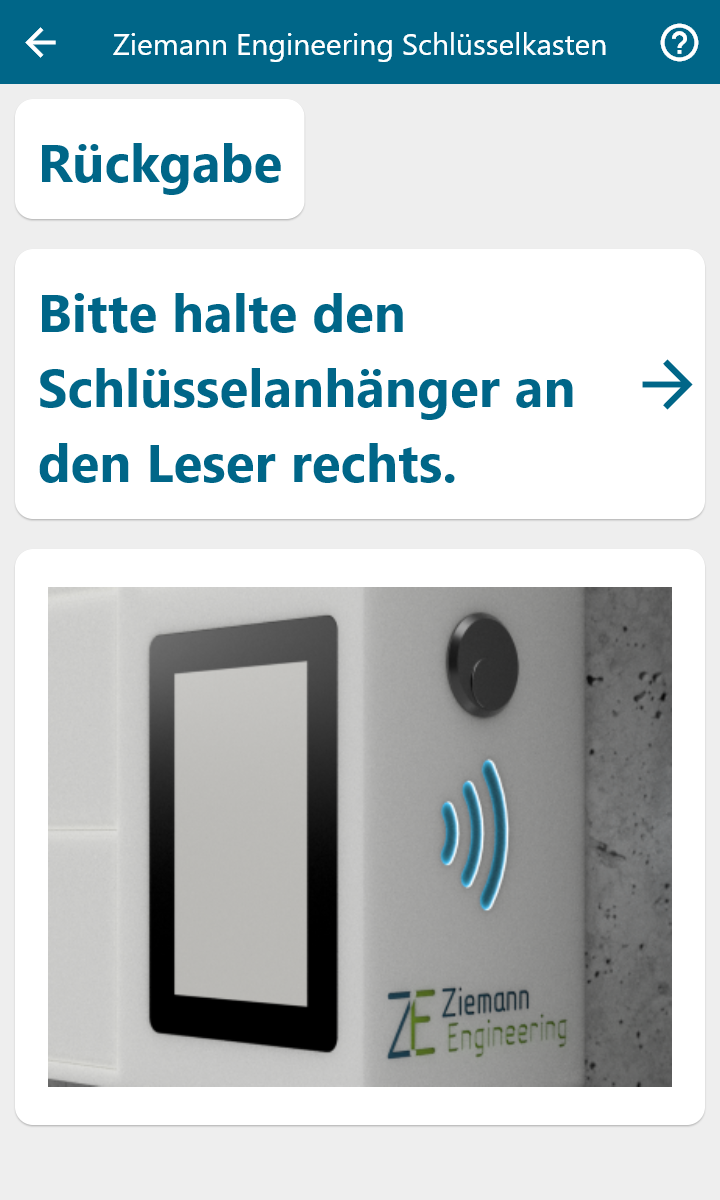 Ziemann Engineering Schlüsselkasten
Rückgabe
Bitte halte den
Schlüsselanhänger an
den Leser rechts.
ZE Ziemann
Engineering